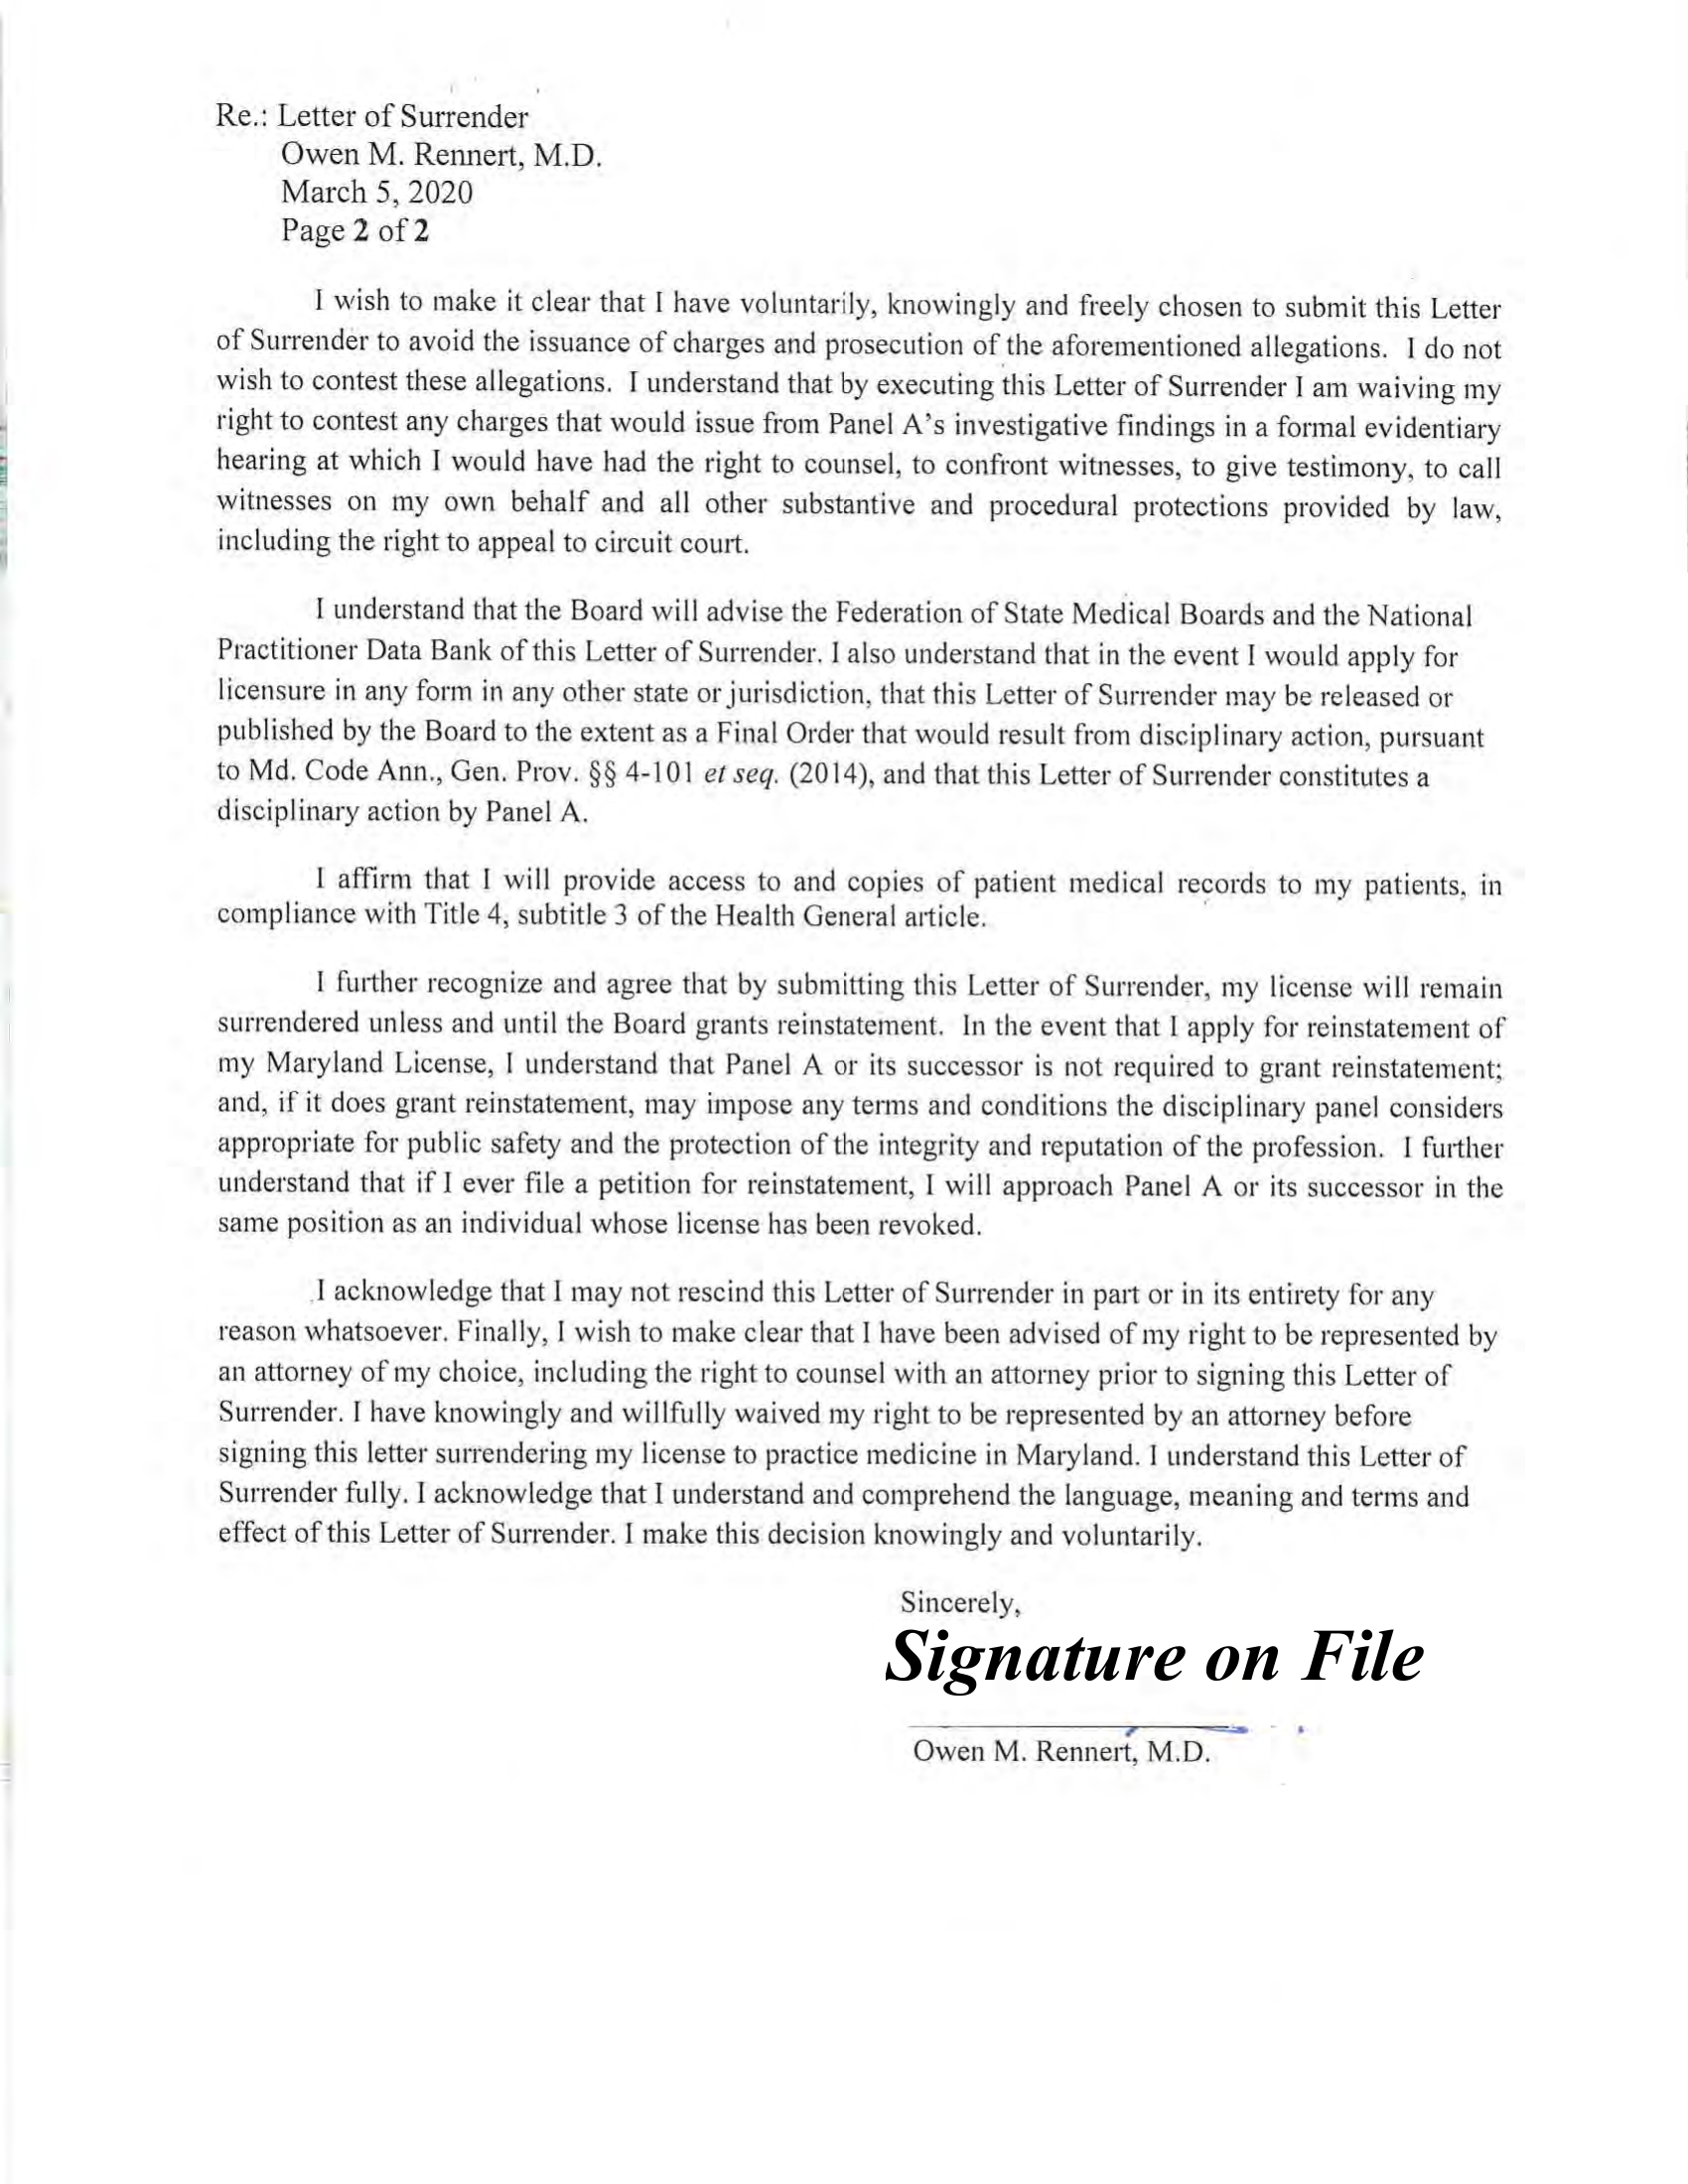 Re.: Letter of Surrender
Owen M. Rennert, M.D.
March 5, 2020
Page 2 of 2
I wish to make it clear that I have voluntarily, knowingly and freely chosen to submit this Letter
of Surrender to avoid the issuance of charges and prosecution of the aforementioned allegations. I do not
wish to contest these allegations. I understand that by executing this Letter of Surrender I am waiving my
right to contest any charges that would issue from Panel A's investigative findings in a formal evidentiary
hearing at which I would have had the right to counsel, to confront witnesses, to give testimony, to call
witnesses on my own behalf and all other substantive and procedural protections provided by law,
including the right to appeal to circuit court.
I understand that the Board will advise the Federation of State Medical Boards and the National
Practitioner Data Bank of this Letter of Surrender. I also understand that in the event I would apply for
licensure in any form in any other state or jurisdiction, that this Letter of Surrender may be released or
published by the Board to the extent as a Final Order that would result from disciplinary action, pursuant
to Md. Code Ann., Gen. Prov. §§ 4-101 et seq. (2014), and that this Letter of Surrender constitutes a
disciplinary action by Panel A.
I affirm that I will provide access to and copies of patient medical records to my patients, in
compliance with Title 4, subtitle 3 of the Health General article.
I further recognize and agree that by submitting this Letter of Surrender, my license will remain
surrendered unless and until the Board grants reinstatement. In the event that I apply for reinstatement of
my Maryland License, I understand that Panel A or its successor is not required to grant reinstatement;
and, if it does grant reinstatement, may impose any terms and conditions the disciplinary panel considers
appropriate for public safety and the protection of the integrity and reputation of the profession. I further
understand that if I ever file a petition for reinstatement, I will approach Panel A or its successor in the
same position as an individual whose license has been revoked.
I acknowledge that I may not rescind this Letter of Surrender in part or in its entirety for any
reason whatsoever. Finally, I wish to make clear that I have been advised of my right to be represented by
an attorney of my choice, including the right to counsel with an attorney prior to signing this Letter of
Surrender. I have knowingly and willfully waived my right to be represented by an attorney before
signing this letter surrendering my license to practice medicine in Maryland. I understand this Letter of
Surrender fully. I acknowledge that I understand and comprehend the language, meaning and terms and
effect of this Letter of Surrender. I make this decision knowingly and voluntarily.
Sincerely,
Signature on File
Owen M. Rennert, M.D.